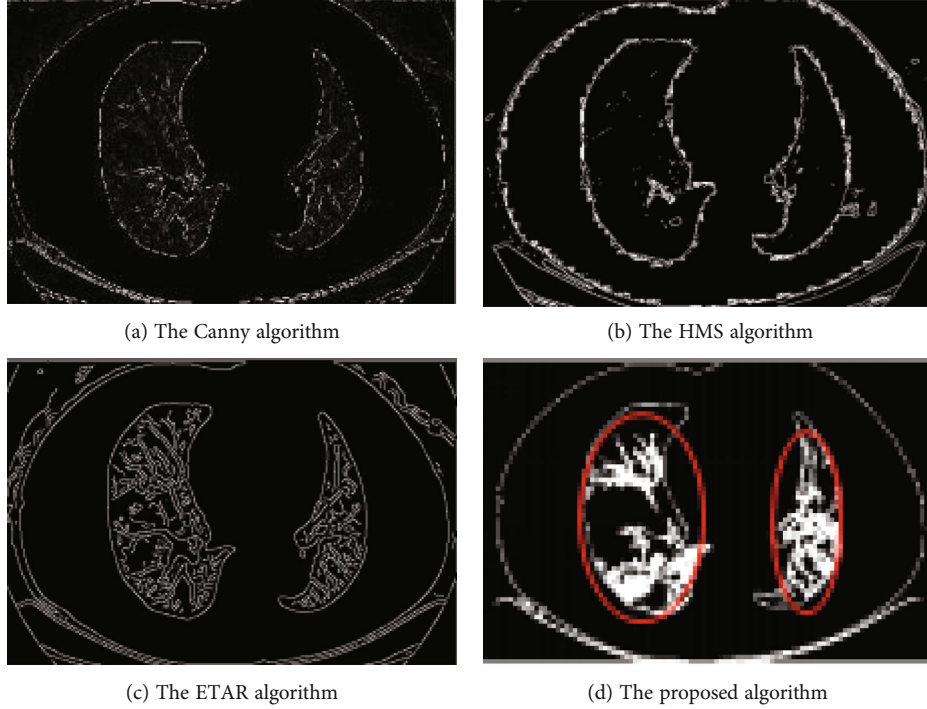 (a) The Canny algorithm
(b) The HMS algorithm
(c) The ETAR algorithm
(d) The proposed algorithm